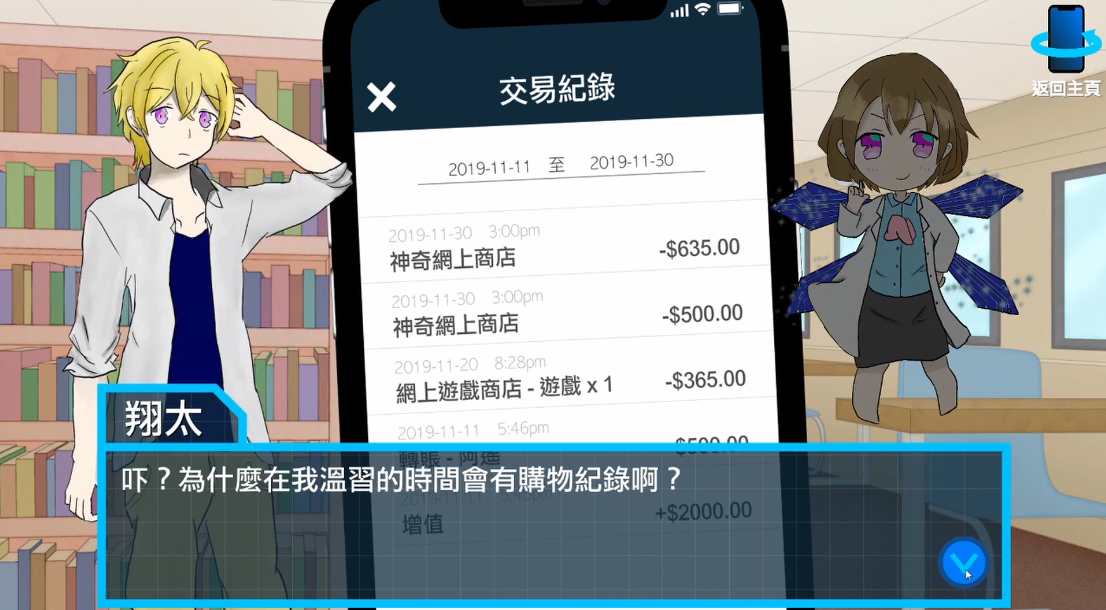 返回主頁
交易紀錄
2019-11-11 至 2019-11-30
2019-11-30 3:00pm
神奇網上商店 -$635.00
2019-11-30 3:00pm
神奇網上商店 -$500.00
2019-11-20 8:28pm
網上遊戲商店 - 遊戲 x 1 -$365.00
2019-11-11 5:46pm
轉賬 - 阿遙 -$500.00
增值 +$2000.00
翔太
吓？為什麼在我溫習的時間會有購物紀錄啊？